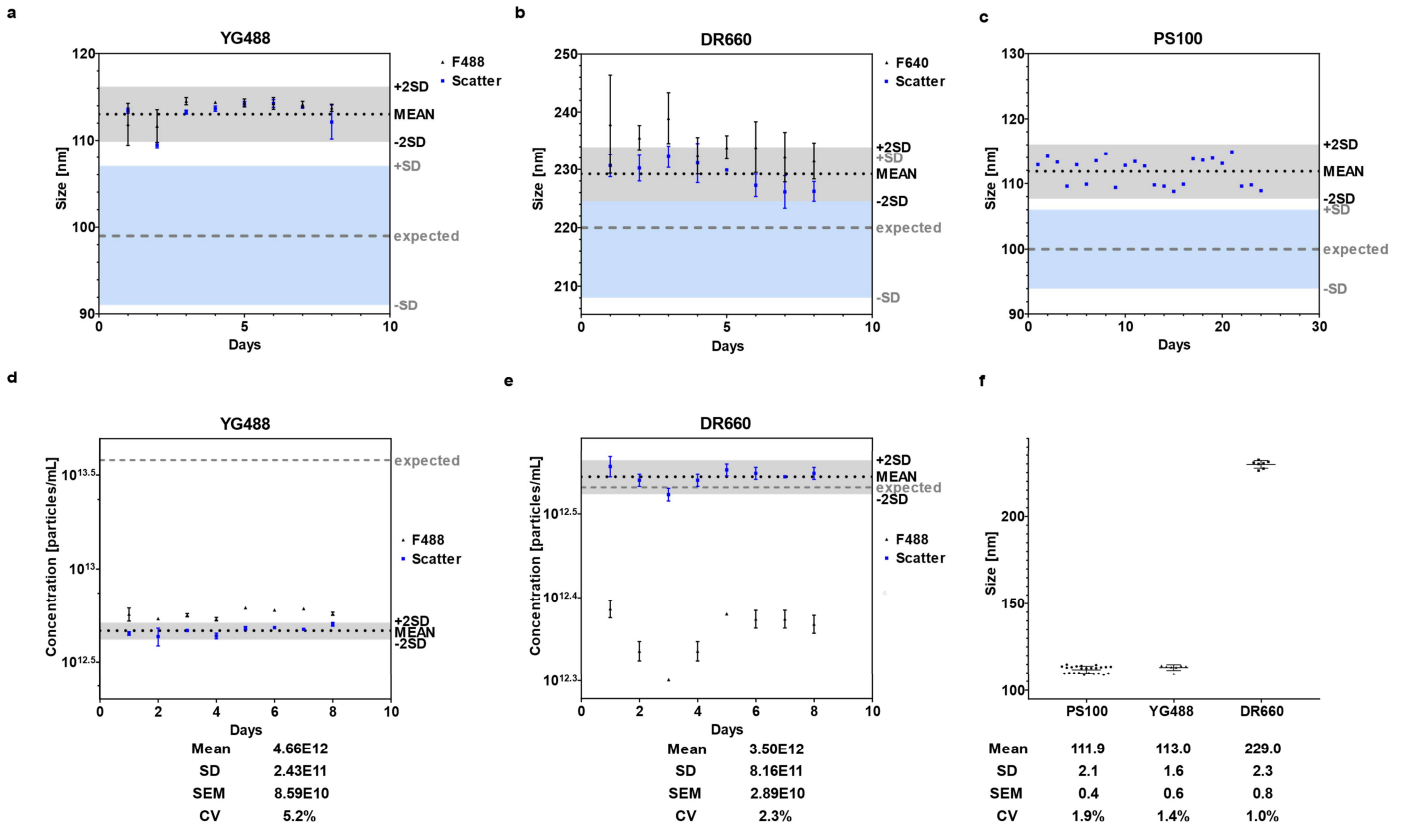 a
YG488
120
110
100
90
0
5
10
Size [nm]
Days
F488
Scatter
+2SD
MEAN
-2SD
+SD
expected
-SD
b
DR660
250
240
230
220
210
0
5
10
Size [nm]
Days
F640
Scatter
+2SD
+SD
MEAN
-2SD
expected
-SD
c
PS100
130
120
110
100
90
0
10
20
30
Size [nm]
Days
+2SD
MEAN
-2SD
+SD
expected
-SD
d
YG488
10^13.5
10^13
10^12.5
0
2
4
6
8
10
Concentration [particles/mL]
Days
expected
F488
Scatter
+2SD
MEAN
-2SD
Mean 4.66E12
SD 2.43E11
SEM 8.59E10
CV 5.2%
e
DR660
10^12.5
10^12.4
10^12.3
0
2
4
6
8
10
Concentration [particles/mL]
Days
+2SD
MEAN
expected
-2SD
F488
Scatter
Mean 3.50E12
SD 8.16E11
SEM 2.89E10
CV 2.3%
f
200
150
100
Size [nm]
PS100 YG488 DR660
Mean 111.9 113.0 229.0
SD 2.1 1.6 2.3
SEM 0.4 0.6 0.8
CV 1.9% 1.4% 1.0%